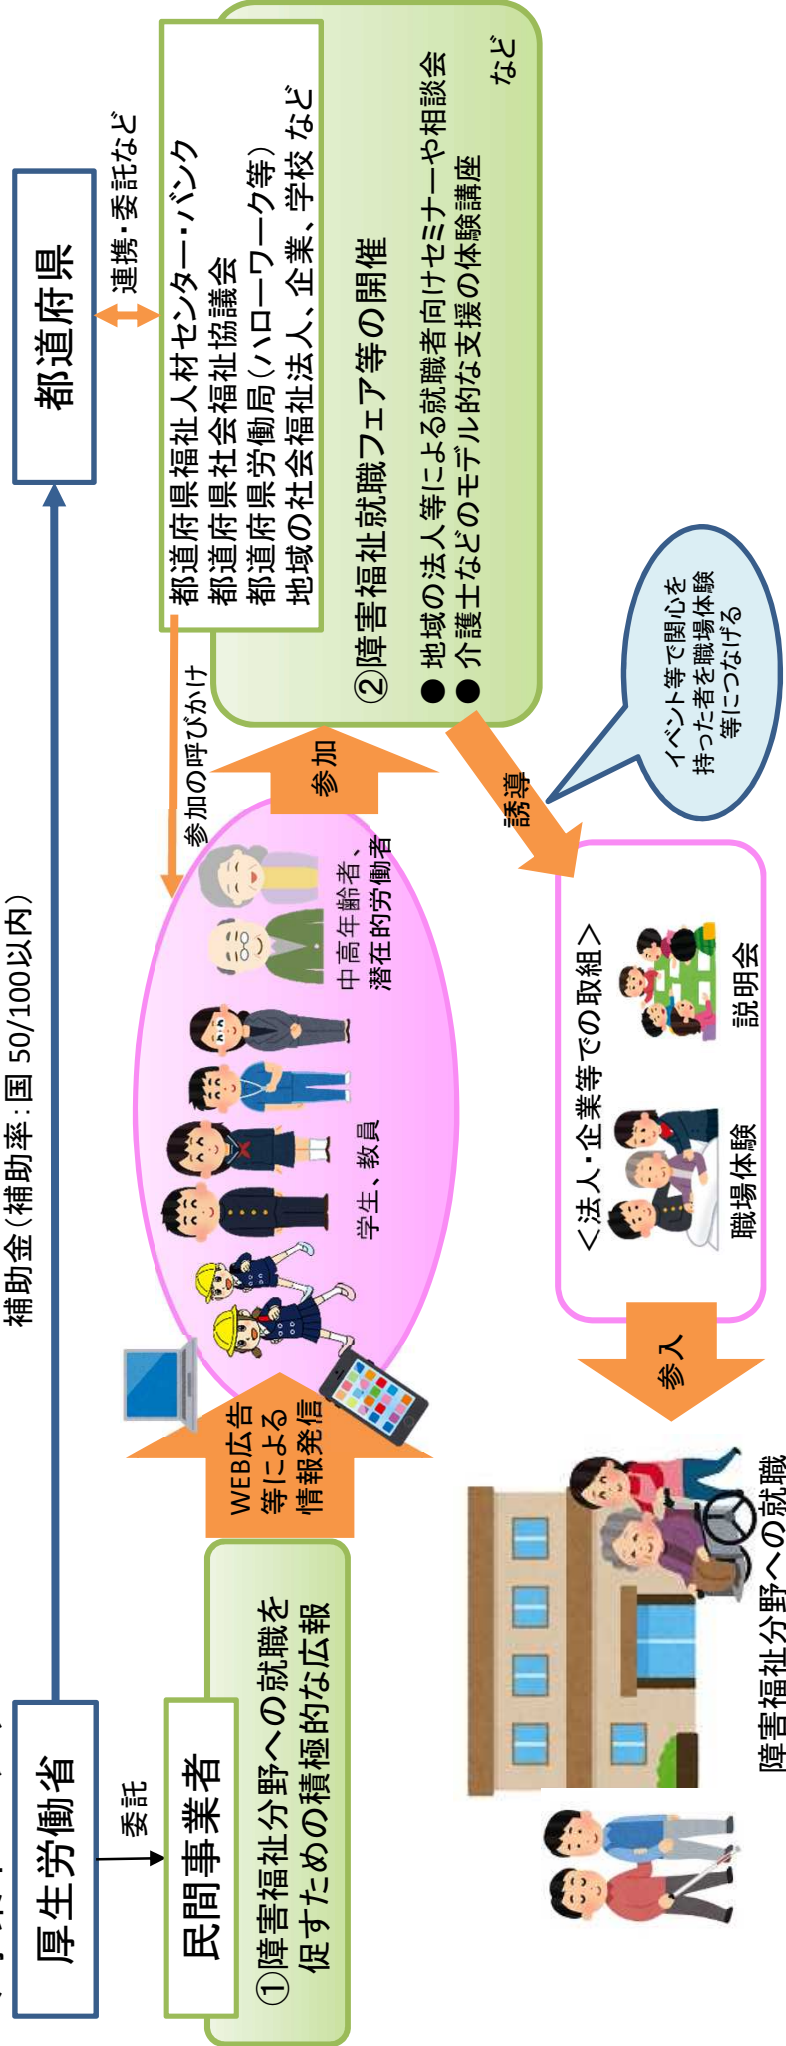 補助金(補助率:国 50/100以内)
厚生労働省
都道府県
委託
連携・委託など
民間事業者
①障害福祉分野への就職を
促すための積極的な広報
WEB広告
等による
情報発信
学生、教員
中高年齢者、
潜在的労働者
参加の呼びかけ
参加
都道府県福祉人材センター・バンク
都道府県社会福祉協議会
都道府県労働局(ハローワーク等)
地域の社会福祉法人、企業、学校 など
②障害福祉就職フェア等の開催
● 地域の法人等による就職者向けセミナーや相談会
● 介護士などのモデル的な支援の体験講座
など
誘導
イベント等で関心を
持った者を職場体験
等につなげる
<法人・企業等での取組>
職場体験
説明会
参入
障害福祉分野への就職